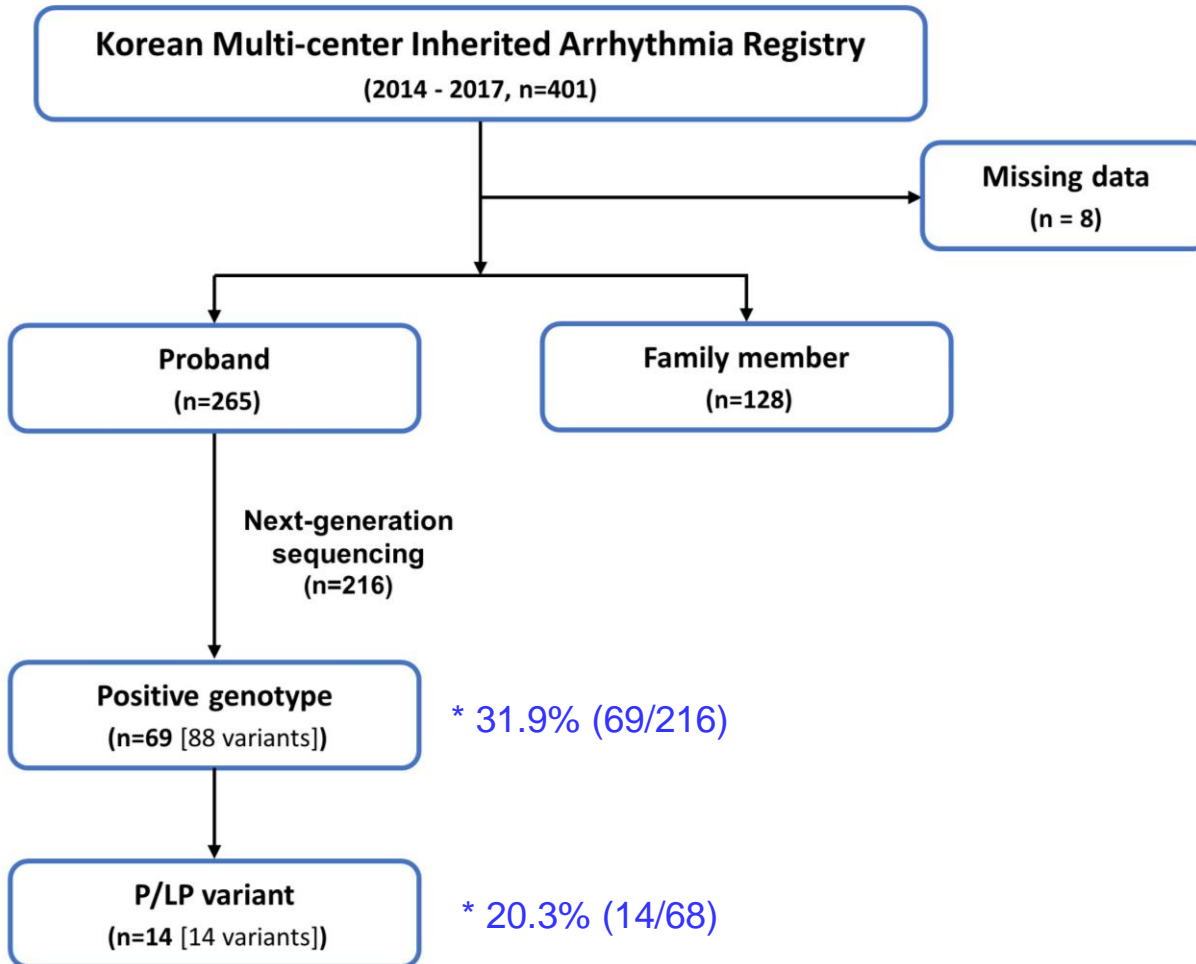 Korean Multi-center Inherited Arrhythmia Registry
(2014 - 2017, n=401)
Missing data
(n = 8)
Proband
(n=265)
Family member
(n=128)
Next-generation
sequencing
(n=216)
Positive genotype
(n=69 [88 variants])
* 31.9% (69/216)
P/LP variant
(n=14 [14 variants])
* 20.3% (14/68)